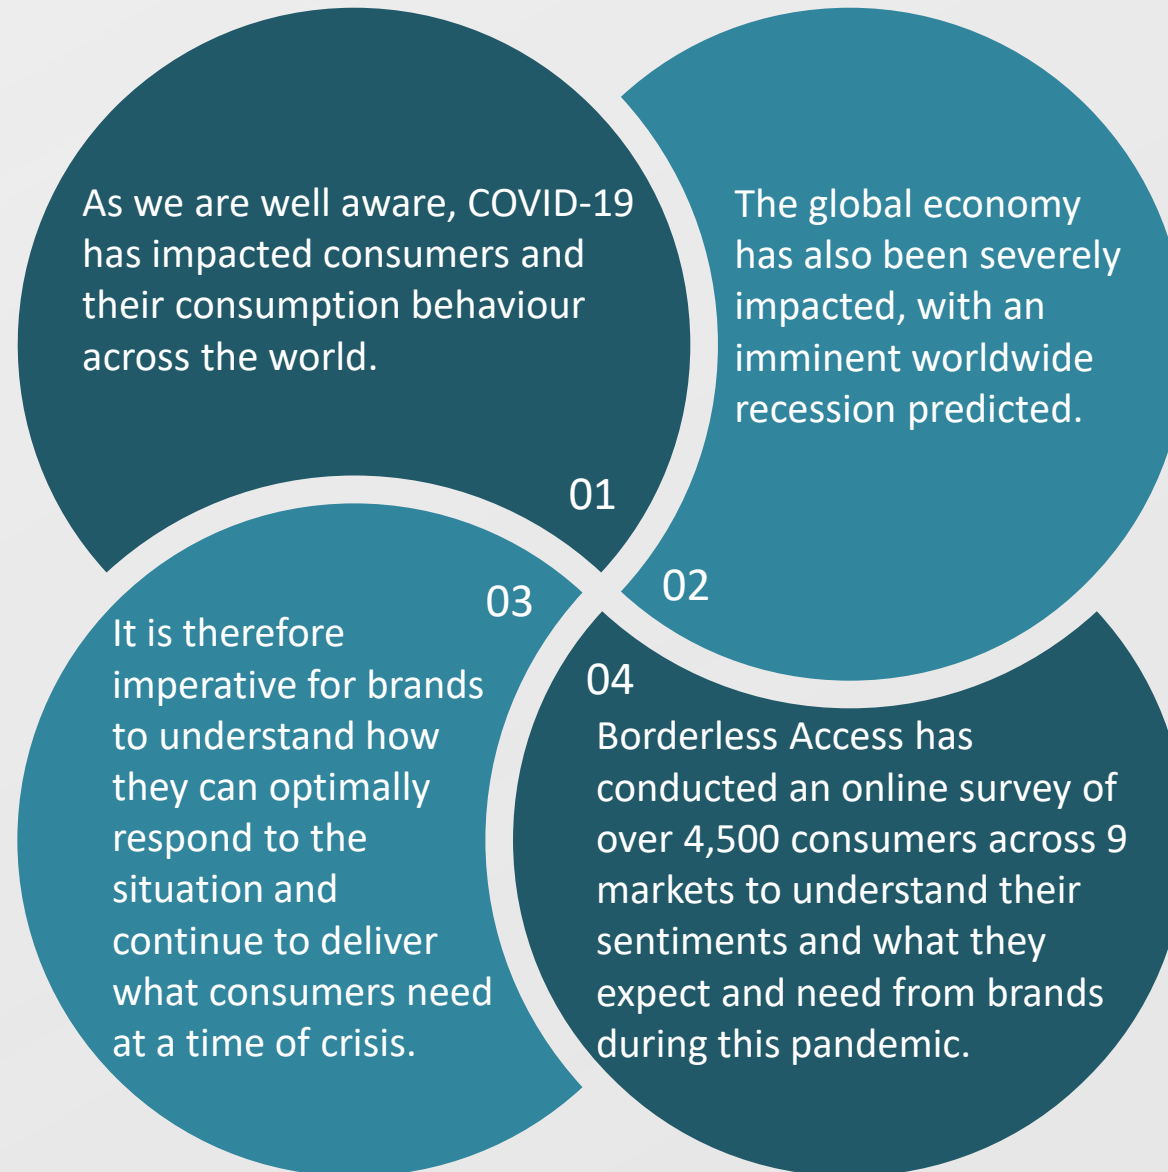 As we are well aware, COVID-19
has impacted consumers and
their consumption behaviour
across the world.
01
The global economy
has also been severely
impacted, with an
imminent worldwide
recession predicted.
02
03
It is therefore
imperative for brands
to understand how
they can optimally
respond to the
situation and
continue to deliver
what consumers need
at a time of crisis.
04
Borderless Access has
conducted an online survey of
over 4,500 consumers across 9
markets to understand their
sentiments and what they
expect and need from brands
during this pandemic.